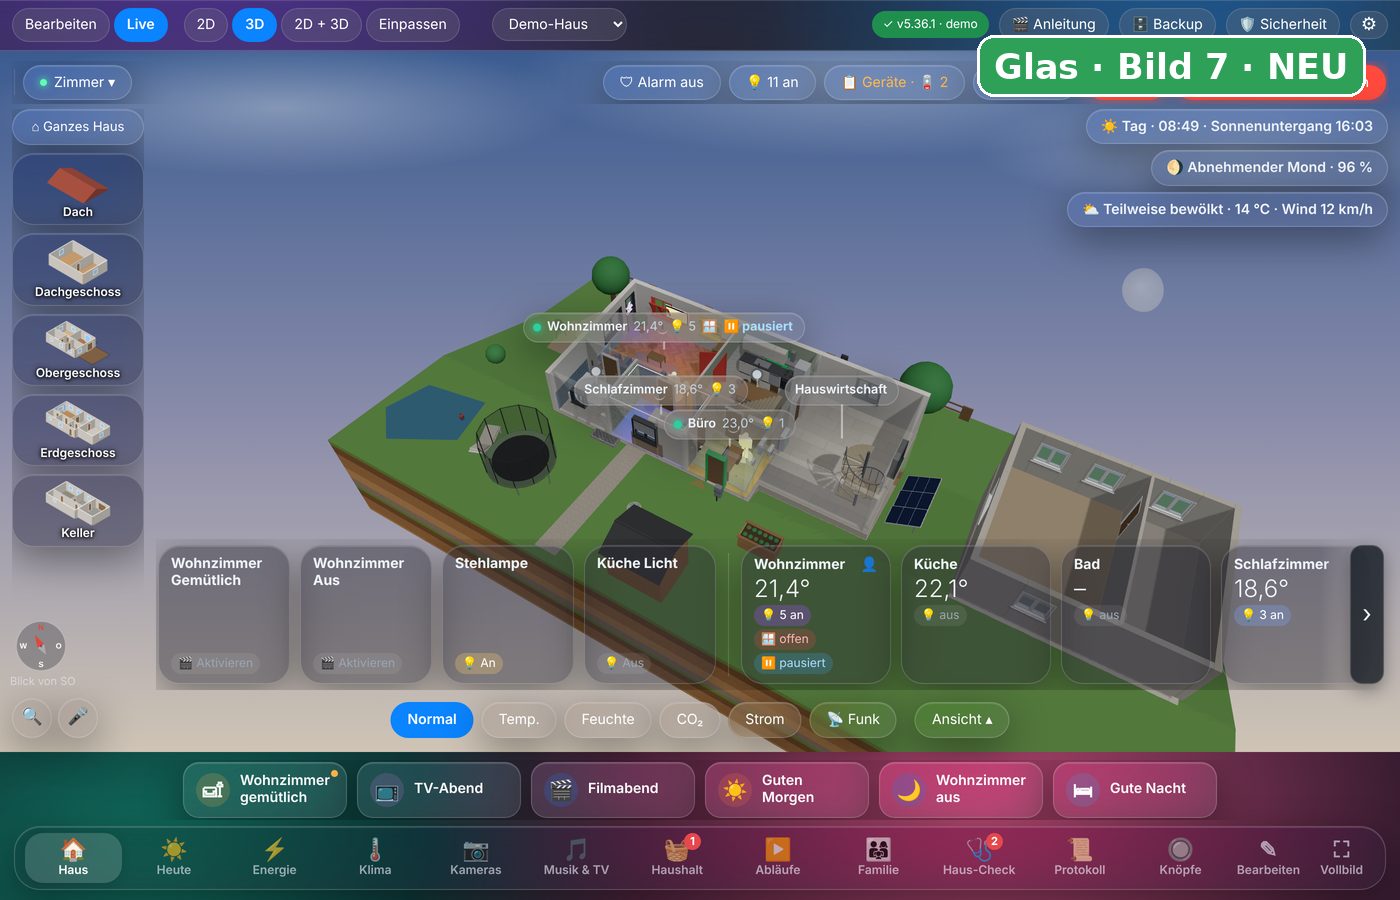 Bearbeiten
Live
2D
3D
2D + 3D
Einpassen
Demo-Haus
✓ v5.36.1 · demo
Anleitung
Backup
Sicherheit
Glas · Bild 7 · NEU
Zimmer ▾
Alarm aus
11 an
Geräte · 2
Ganzes Haus
Tag · 08:49 · Sonnenuntergang 16:03
Abnehmender Mond · 96 %
Teilweise bewölkt · 14 °C · Wind 12 km/h
Dach
Dachgeschoss
Obergeschoss
Erdgeschoss
Keller
Wohnzimmer 21,4° 5 pausiert
Schlafzimmer 18,6° 3
Hauswirtschaft
Büro 23,0° 1
Wohnzimmer Gemütlich
Aktivieren
Wohnzimmer Aus
Aktivieren
Stehlampe
An
Küche Licht
Aus
Wohnzimmer
21,4°
5 an
offen
pausiert
Küche
22,1°
aus
Bad
–
aus
Schlafzimmer
18,6°
3 an
›
N
W
O
S
Blick von SO
Normal
Temp.
Feuchte
CO₂
Strom
Funk
Ansicht ▴
Wohnzimmer gemütlich
TV-Abend
Filmabend
Guten Morgen
Wohnzimmer aus
Gute Nacht
Haus
Heute
Energie
Klima
Kameras
Musik & TV
1
Haushalt
Abläufe
Familie
2
Haus-Check
Protokoll
Knöpfe
Bearbeiten
Vollbild